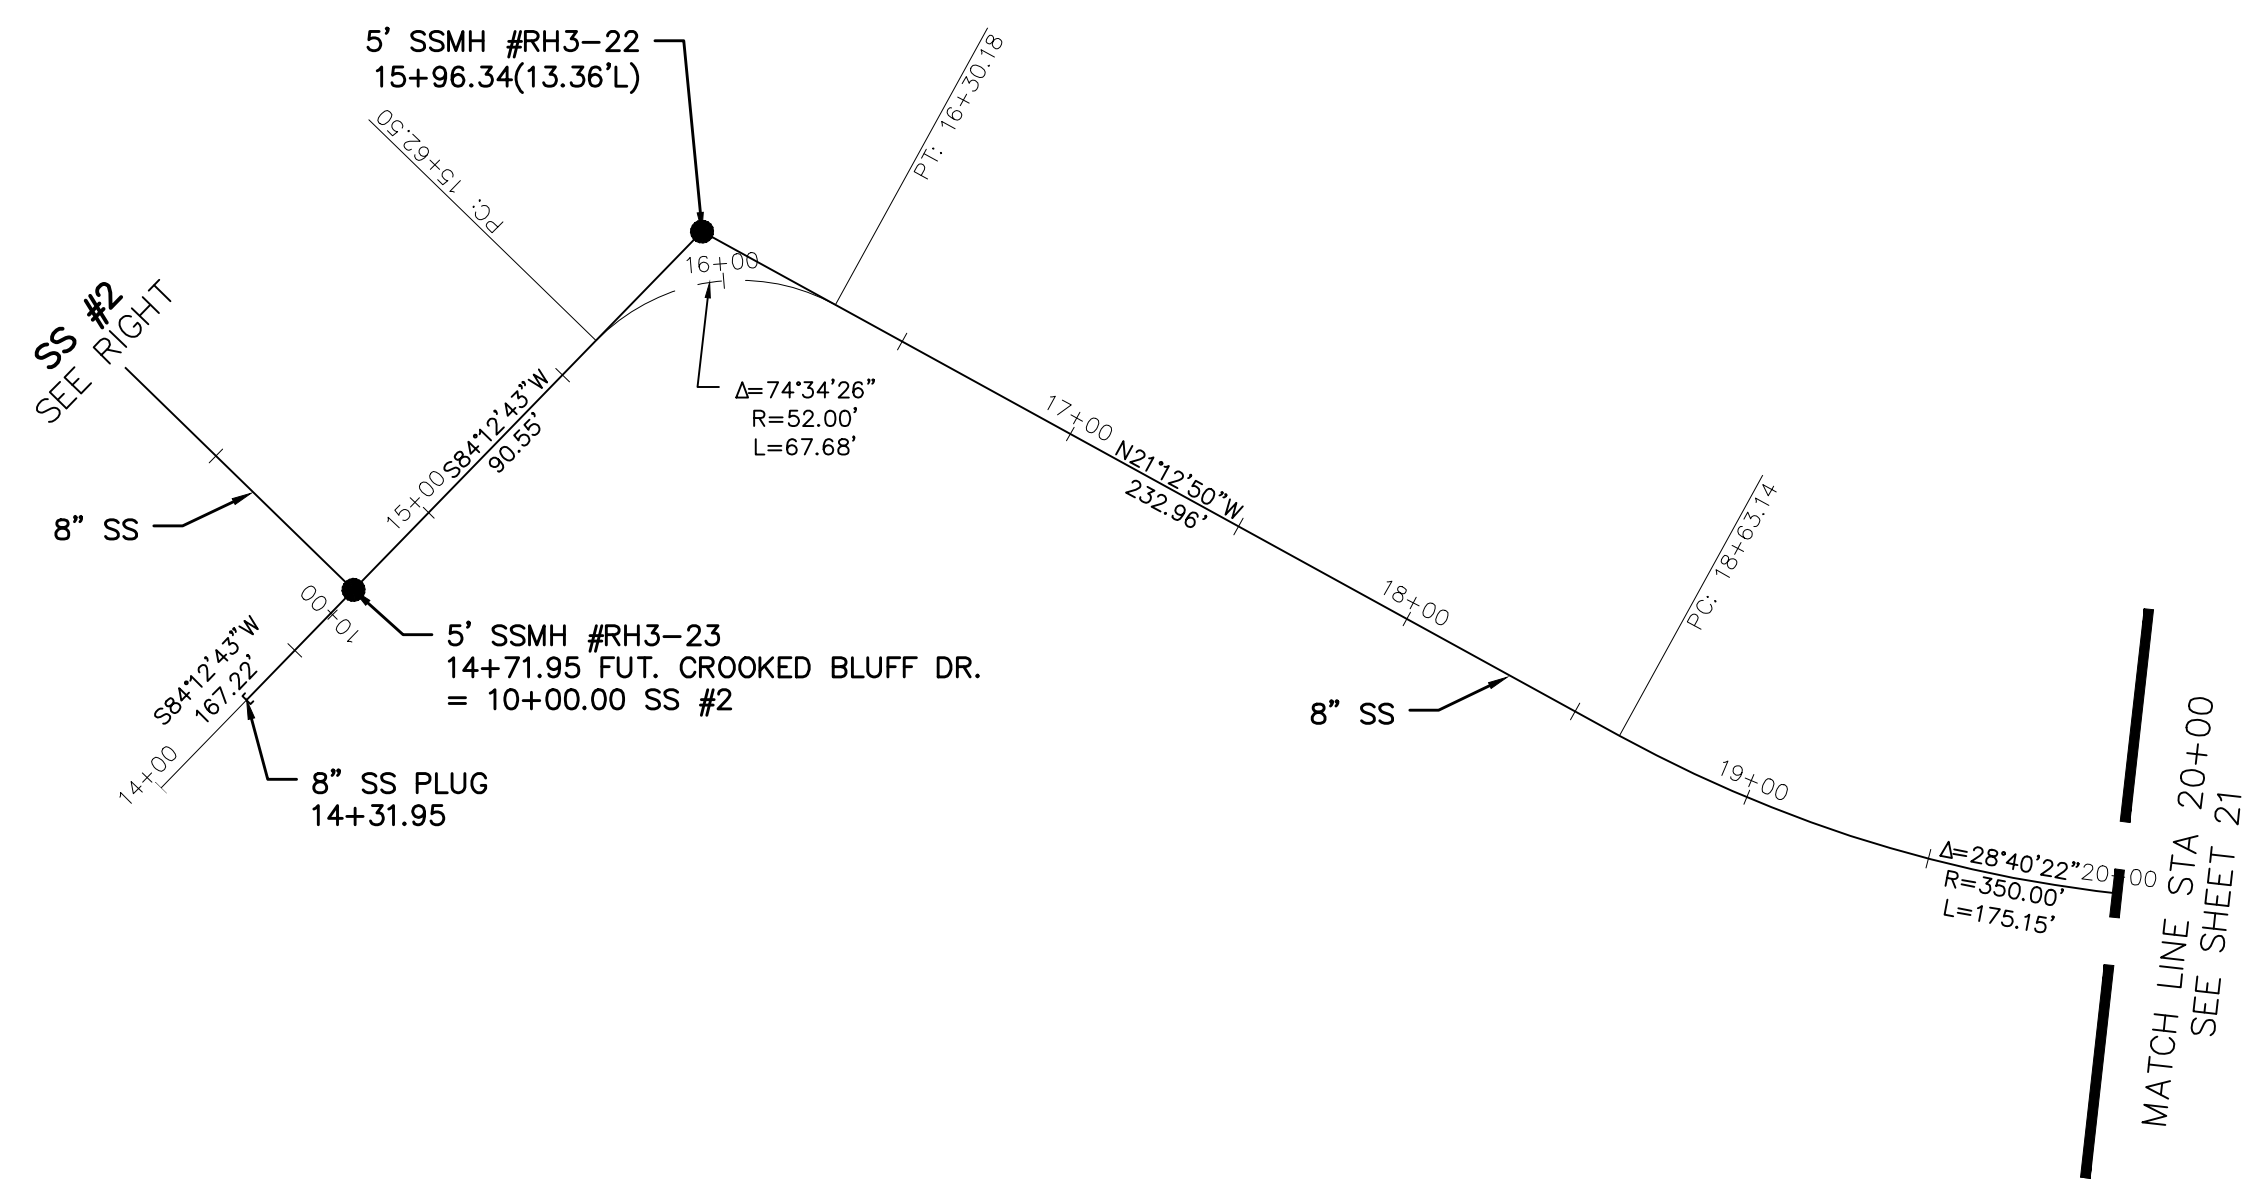 5' SSMH #RH3-22
15+96.34(13.36'L)
PC: 15+62.50
PT: 16+30.18
16+00
SS #2
SEE RIGHT
Δ=74°34'26"
R=52.00'
L=67.68'
S84°12'43"W
90.55'
15+00
8" SS
10+00
5' SSMH #RH3-23
14+71.95 FUT. CROOKED BLUFF DR.
= 10+00.00 SS #2
S84°12'43"W
167.22'
14+00
8" SS PLUG
14+31.95
17+00
N21°12'50"W
232.96'
18+00
PC: 18+63.14
8" SS
19+00
Δ=28°40'22"
R=350.00'
L=175.15'
20+00
MATCH LINE STA 20+00
SEE SHEET 21